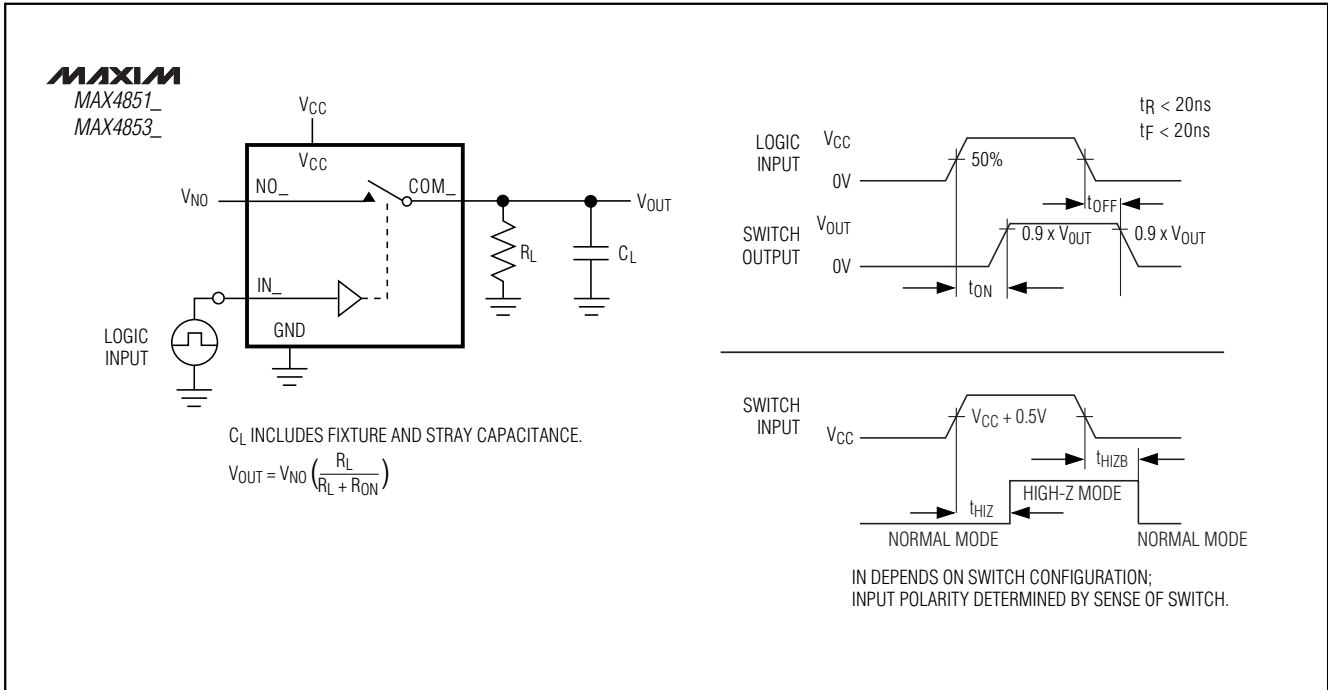 MAXIM
MAX4851_
MAX4853_
VCC
VCC
VNO
NO_
COM_
VOUT
RL
CL
IN_
GND
LOGIC
INPUT
CL INCLUDES FIXTURE AND STRAY CAPACITANCE.
VOUT = VNO (RL / RL + RON)
tR < 20ns
tF < 20ns
LOGIC
INPUT
VCC
50%
0V
tOFF
SWITCH
OUTPUT
VOUT
0.9 x VOUT
0.9 x VOUT
0V
tON
SWITCH
INPUT
VCC
VCC + 0.5V
tHIZB
HIGH-Z MODE
tHIZ
NORMAL MODE
NORMAL MODE
IN DEPENDS ON SWITCH CONFIGURATION;
INPUT POLARITY DETERMINED BY SENSE OF SWITCH.